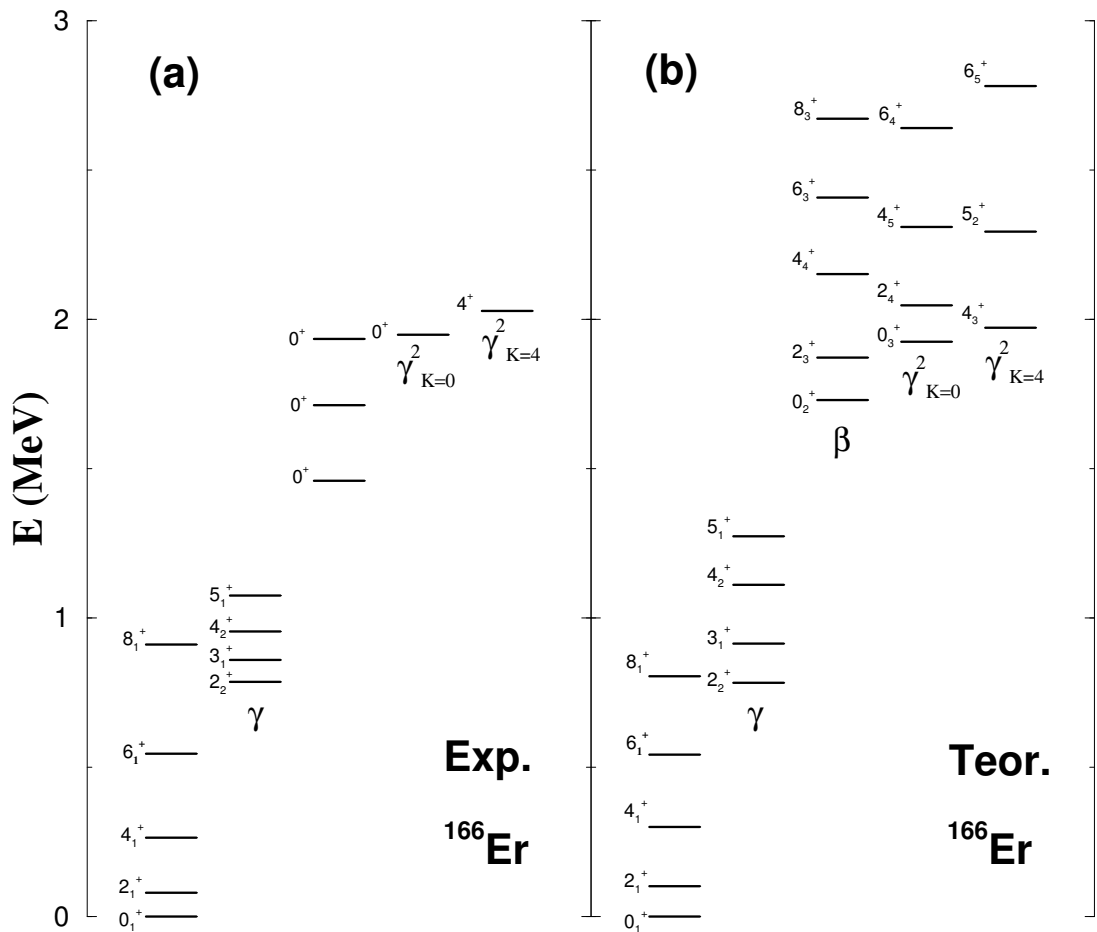 E (MeV)
3
2
1
0
(a)
0⁺
0⁺
4⁺
γ²K=0
γ²K=4
0⁺
0⁺
5₁⁺
4₂⁺
3₁⁺
2₂⁺
γ
8₁⁺
6₁⁺
4₁⁺
2₁⁺
0₁⁺
Exp.
¹⁶⁶Er
(b)
8₃⁺
6₃⁺
4₄⁺
2₃⁺
0₂⁺
β
6₄⁺
4₅⁺
2₄⁺
0₃⁺
γ²K=0
6₅⁺
5₂⁺
4₃⁺
γ²K=4
5₁⁺
4₂⁺
3₁⁺
2₂⁺
γ
8₁⁺
6₁⁺
4₁⁺
2₁⁺
0₁⁺
Teor.
¹⁶⁶Er